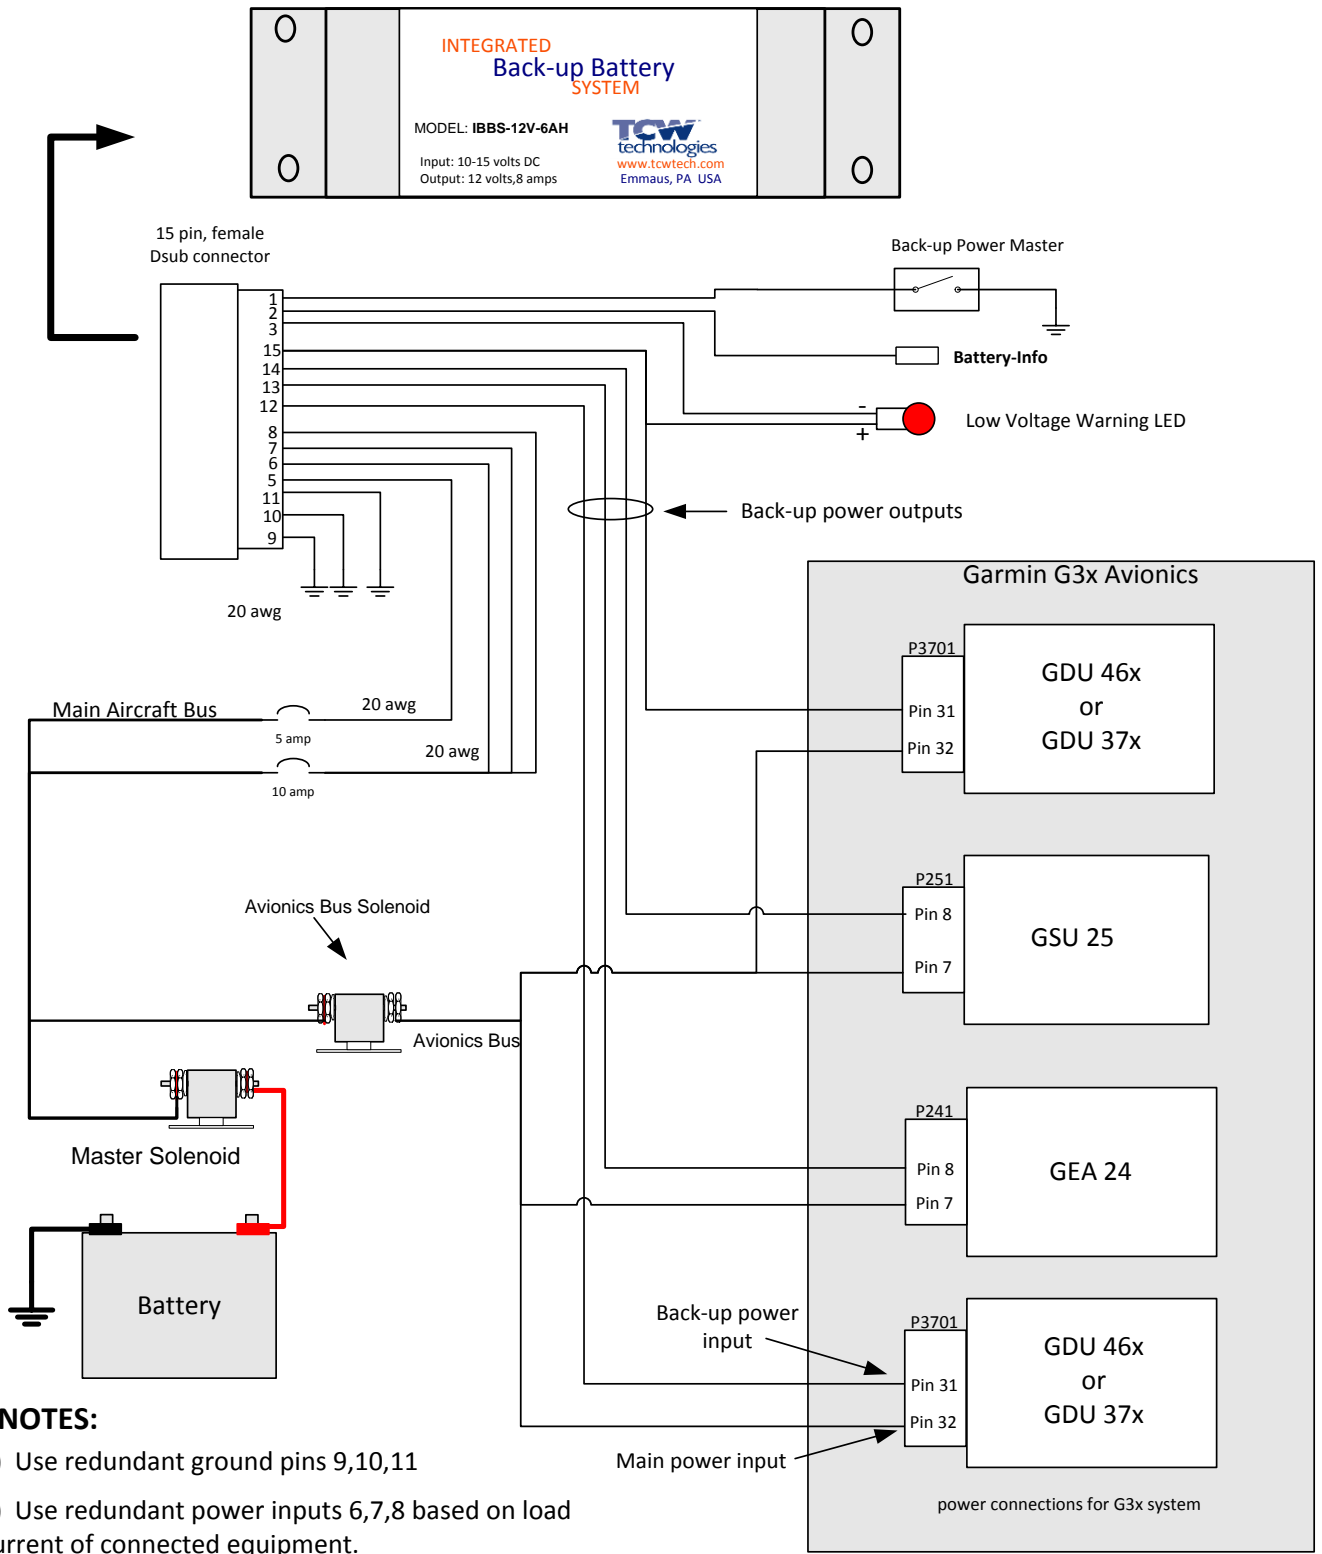 INTEGRATED
Back-up Battery
SYSTEM
MODEL: IBBS-12V-6AH
TCW
technologies
Input: 10-15 volts DC
www.tcwtech.com
Output: 12 volts,8 amps
Emmaus, PA USA
15 pin, female
Dsub connector
Back-up Power Master
1
2
3
15
14
13
12
8
7
6
5
11
10
9
Battery-Info
-
+
Low Voltage Warning LED
Back-up power outputs
20 awg
Garmin G3x Avionics
P3701
GDU 46x
or
GDU 37x
Pin 31
Pin 32
Main Aircraft Bus
20 awg
5 amp
20 awg
10 amp
P251
Pin 8
GSU 25
Pin 7
Avionics Bus Solenoid
Avionics Bus
Master Solenoid
P241
Pin 8
GEA 24
Pin 7
Battery
Back-up power
input
P3701
GDU 46x
or
GDU 37x
Pin 31
Pin 32
Main power input
power connections for G3x system
NOTES:
) Use redundant ground pins 9,10,11
) Use redundant power inputs 6,7,8 based on load
urrent of connected equipment.